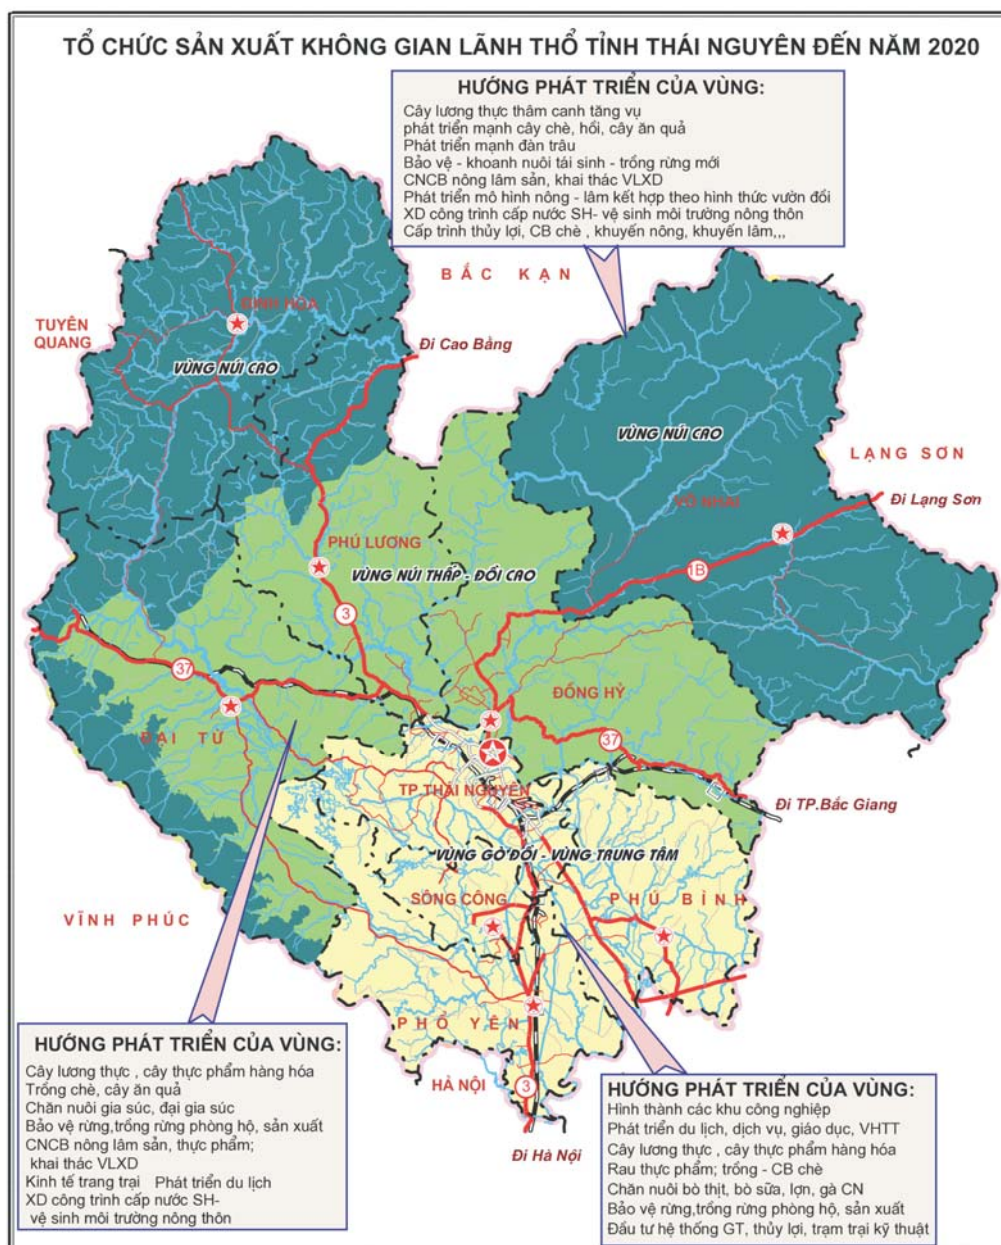 TỔ CHỨC SẢN XUẤT KHÔNG GIAN LÃNH THỔ TỈNH THÁI NGUYÊN ĐẾN NĂM 2020
HƯỚNG PHÁT TRIỂN CỦA VÙNG:
Cây lương thực thâm canh tăng vụ
phát triển mạnh cây chè, hồi, cây ăn quả
Phát triển mạnh đàn trâu
Bảo vệ - khoanh nuôi tái sinh - trồng rừng mới
CNCB nông lâm sản, khai thác VLXD
Phát triển mô hình nông - lâm kết hợp theo hình thức vườn đồi
XD công trình cấp nước SH- vệ sinh môi trường nông thôn
Cấp trình thủy lợi, CB chè , khuyến nông, khuyến lâm,,,
BẮC KẠN
TUYÊN
QUANG
ĐỊNH HÓA
Đi Cao Bằng
VÙNG NÚI CAO
VÙNG NÚI CAO
LẠNG SƠN
Đi Lạng Sơn
VÕ NHAI
PHÚ LƯƠNG
VÙNG NÚI THẤP - ĐỒI CAO
1B
3
37
ĐỒNG HỶ
ĐẠI TỪ
37
TP.THÁI NGUYÊN
Đi TP.Bắc Giang
VÙNG GÒ ĐỒI - VÙNG TRUNG TÂM
SÔNG CÔNG
PHÚ BÌNH
VĨNH PHÚC
PHỔ YÊN
HÀ NỘI
3
Đi Hà Nội
HƯỚNG PHÁT TRIỂN CỦA VÙNG:
Cây lương thực , cây thực phẩm hàng hóa
Trồng chè, cây ăn quả
Chăn nuôi gia súc, đại gia súc
Bảo vệ rừng,trồng rừng phòng hộ, sản xuất
CNCB nông lâm sản, thực phẩm;
khai thác VLXD
Kinh tế trang trại Phát triển du lịch
XD công trình cấp nước SH-
vệ sinh môi trường nông thôn
HƯỚNG PHÁT TRIỂN CỦA VÙNG:
Hình thành các khu công nghiệp
Phát triển du lịch, dịch vụ, giáo dục, VHTT
Cây lương thực , cây thực phẩm hàng hóa
Rau thực phẩm; trồng - CB chè
Chăn nuôi bò thịt, bò sữa, lợn, gà CN
Bảo vệ rừng,trồng rừng phòng hộ, sản xuất
Đầu tư hệ thống GT, thủy lợi, trạm trại kỹ thuật